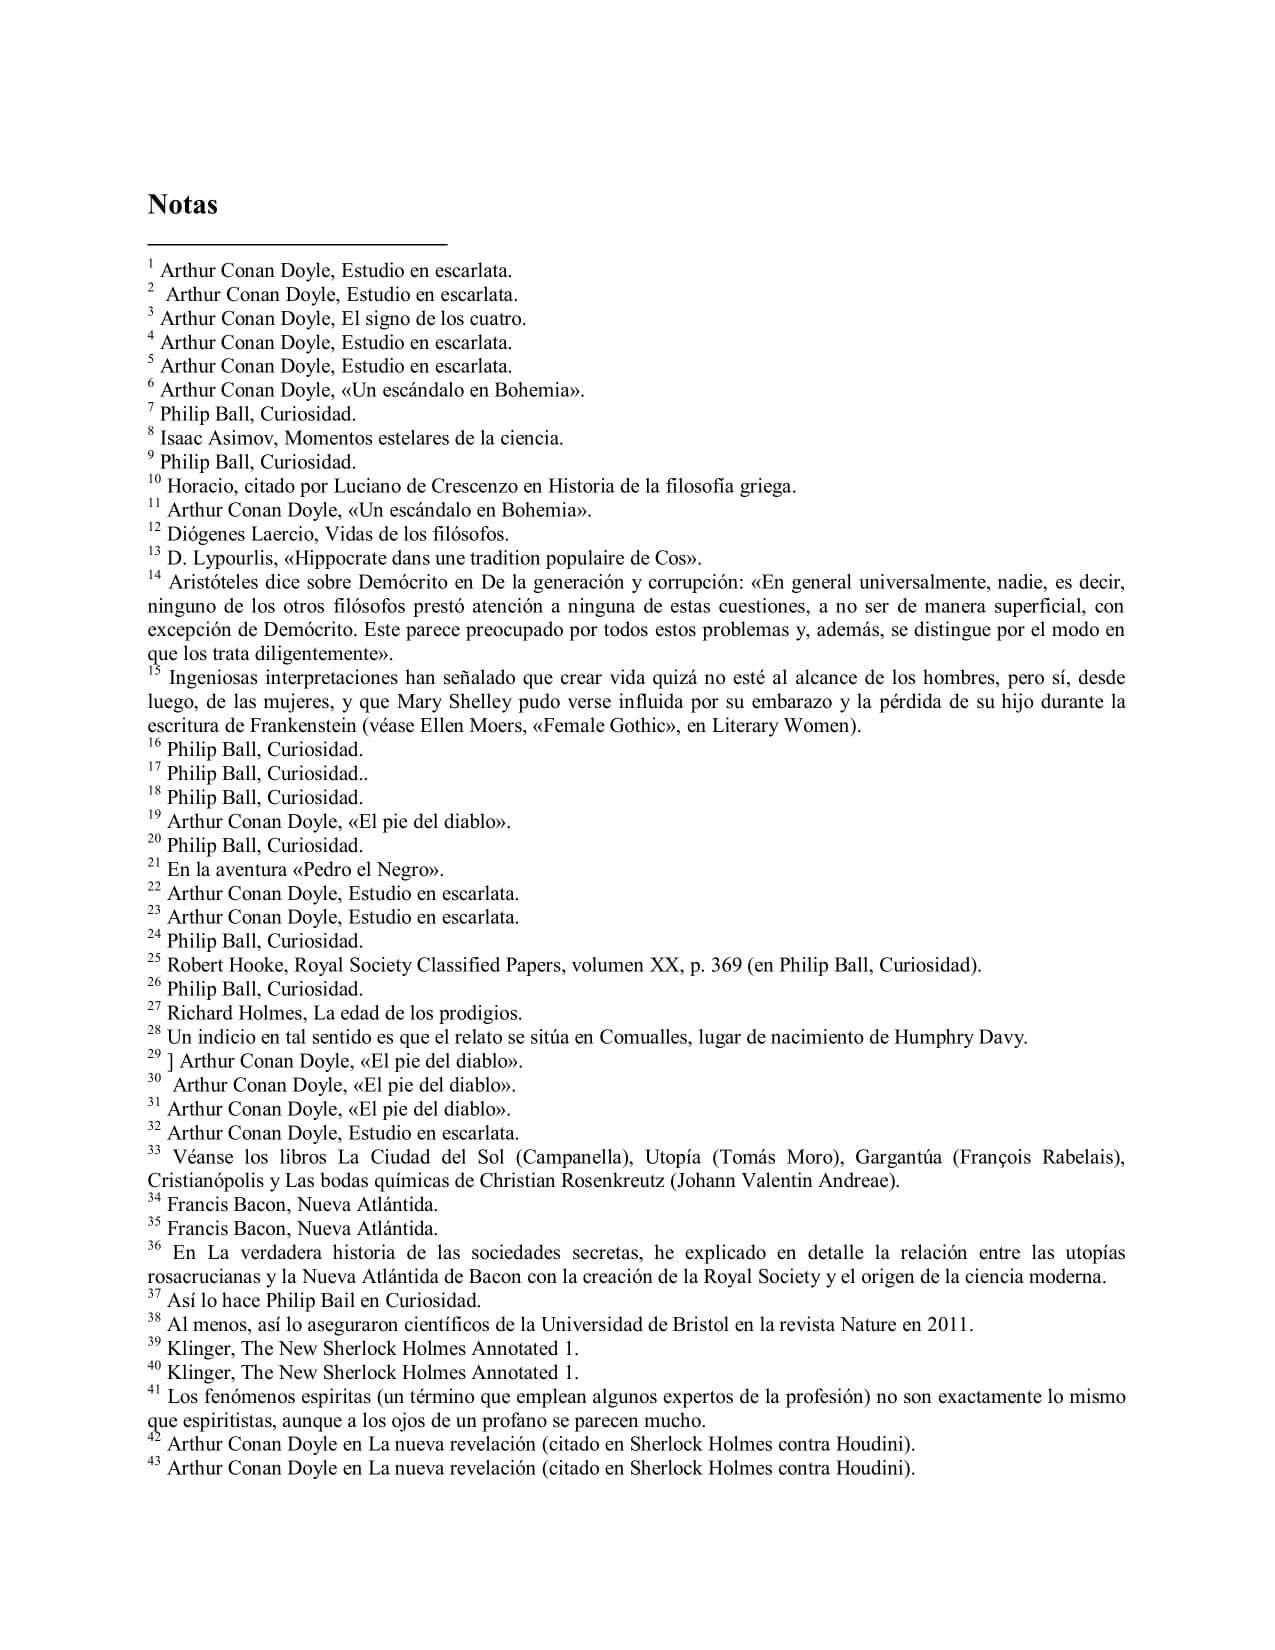 Notas
1 Arthur Conan Doyle, Estudio en escarlata.
2 Arthur Conan Doyle, Estudio en escarlata.
3 Arthur Conan Doyle, El signo de los cuatro.
4 Arthur Conan Doyle, Estudio en escarlata.
5 Arthur Conan Doyle, Estudio en escarlata.
6 Arthur Conan Doyle, «Un escándalo en Bohemia».
7 Philip Ball, Curiosidad.
8 Isaac Asimov, Momentos estelares de la ciencia.
9 Philip Ball, Curiosidad.
10 Horacio, citado por Luciano de Crescenzo en Historia de la filosofía griega.
11 Arthur Conan Doyle, «Un escándalo en Bohemia».
12 Diógenes Laercio, Vidas de los filósofos.
13 D. Lypourlis, «Hippocrate dans une tradition populaire de Cos».
14 Aristóteles dice sobre Demócrito en De la generación y corrupción: «En general universalmente, nadie, es decir,
ninguno de los otros filósofos prestó atención a ninguna de estas cuestiones, a no ser de manera superficial, con
excepción de Demócrito. Este parece preocupado por todos estos problemas y, además, se distingue por el modo en
que los trata diligentemente».
15 Ingeniosas interpretaciones han señalado que crear vida quizá no esté al alcance de los hombres, pero sí, desde
luego, de las mujeres, y que Mary Shelley pudo verse influida por su embarazo y la pérdida de su hijo durante la
escritura de Frankenstein (véase Ellen Moers, «Female Gothic», en Literary Women).
16 Philip Ball, Curiosidad.
17 Philip Ball, Curiosidad..
18 Philip Ball, Curiosidad.
19 Arthur Conan Doyle, «El pie del diablo».
20 Philip Ball, Curiosidad.
21 En la aventura «Pedro el Negro».
22 Arthur Conan Doyle, Estudio en escarlata.
23 Arthur Conan Doyle, Estudio en escarlata.
24 Philip Ball, Curiosidad.
25 Robert Hooke, Royal Society Classified Papers, volumen XX, p. 369 (en Philip Ball, Curiosidad).
26 Philip Ball, Curiosidad.
27 Richard Holmes, La edad de los prodigios.
28 Un indicio en tal sentido es que el relato se sitúa en Comualles, lugar de nacimiento de Humphry Davy.
29 ] Arthur Conan Doyle, «El pie del diablo».
30 Arthur Conan Doyle, «El pie del diablo».
31 Arthur Conan Doyle, «El pie del diablo».
32 Arthur Conan Doyle, Estudio en escarlata.
33 Véanse los libros La Ciudad del Sol (Campanella), Utopía (Tomás Moro), Gargantúa (François Rabelais),
Cristianópolis y Las bodas químicas de Christian Rosenkreutz (Johann Valentin Andreae).
34 Francis Bacon, Nueva Atlántida.
35 Francis Bacon, Nueva Atlántida.
36 En La verdadera historia de las sociedades secretas, he explicado en detalle la relación entre las utopías
rosacrucianas y la Nueva Atlántida de Bacon con la creación de la Royal Society y el origen de la ciencia moderna.
37 Así lo hace Philip Bail en Curiosidad.
38 Al menos, así lo aseguraron científicos de la Universidad de Bristol en la revista Nature en 2011.
39 Klinger, The New Sherlock Holmes Annotated 1.
40 Klinger, The New Sherlock Holmes Annotated 1.
41 Los fenómenos espiritas (un término que emplean algunos expertos de la profesión) no son exactamente lo mismo
que espiritistas, aunque a los ojos de un profano se parecen mucho.
42 Arthur Conan Doyle en La nueva revelación (citado en Sherlock Holmes contra Houdini).
43 Arthur Conan Doyle en La nueva revelación (citado en Sherlock Holmes contra Houdini).